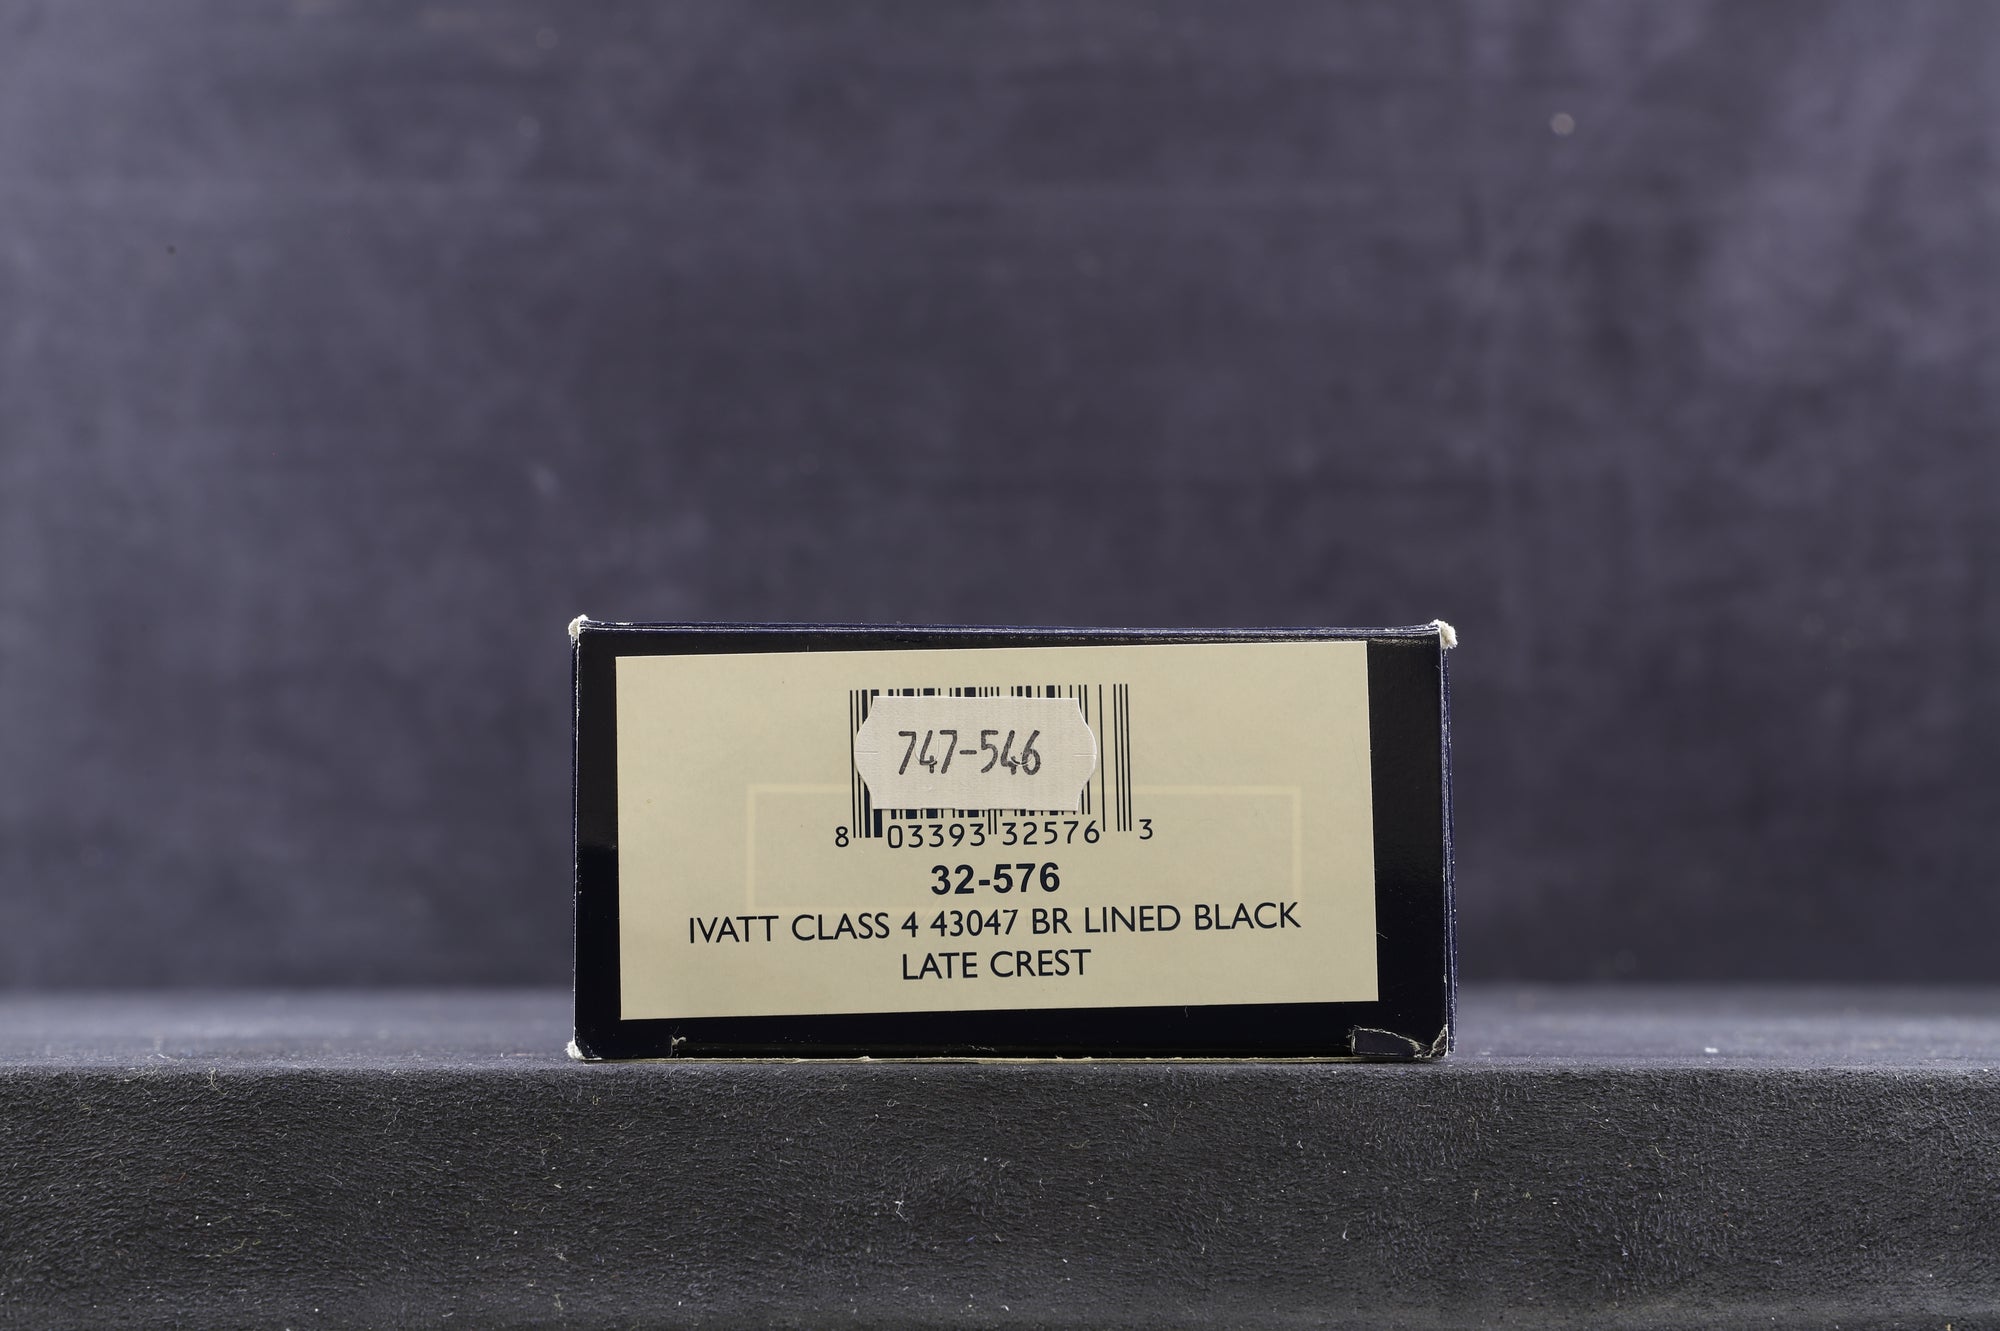 747-546
8 03393 32576 3
32-576
IVATT CLASS 4 43047 BR LINED BLACK
LATE CREST